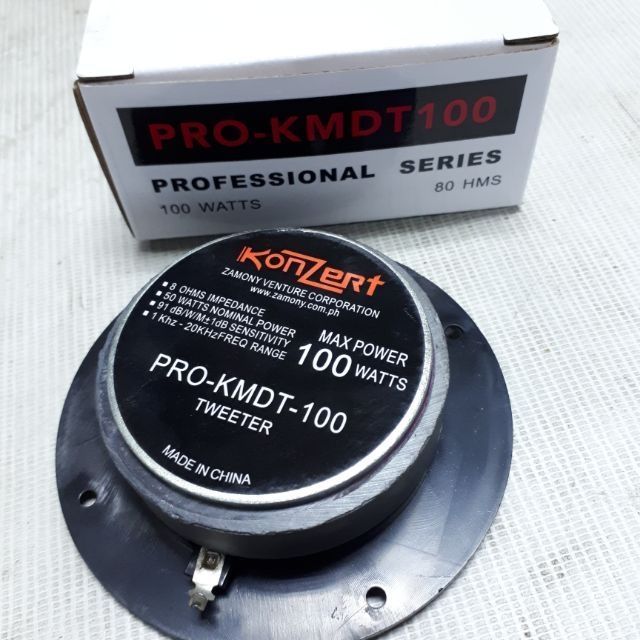 PRO-KMDT100
PROFESSIONAL SERIES
100 WATTS 80 HMS
KonZert
ZAMONY VENTURE CORPORATION
www.zamony.com.ph
8 OHMS IMPEDANCE
50 WATTS NOMINAL POWER
91 dB/W/M±1dB SENSITIVITY
1 Khz - 20KHzFREQ RANGE
MAX POWER
100 WATTS
PRO-KMDT-100
TWEETER
MADE IN CHINA